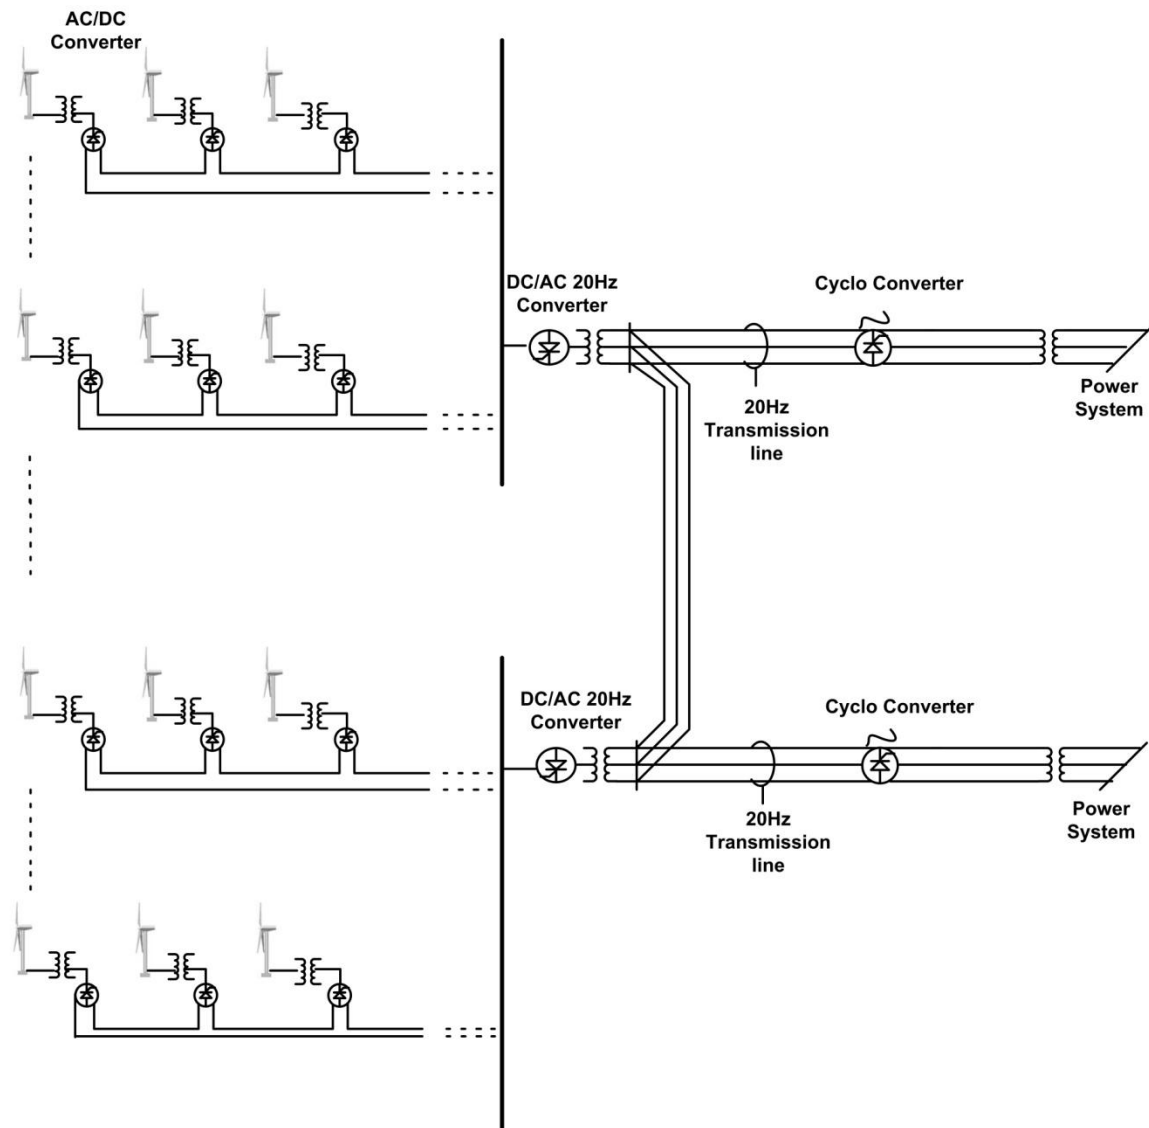 AC/DC
Converter
DC/AC 20Hz
Converter
Cyclo Converter
20Hz
Transmission
line
Power
System
DC/AC 20Hz
Converter
Cyclo Converter
20Hz
Transmission
line
Power
System